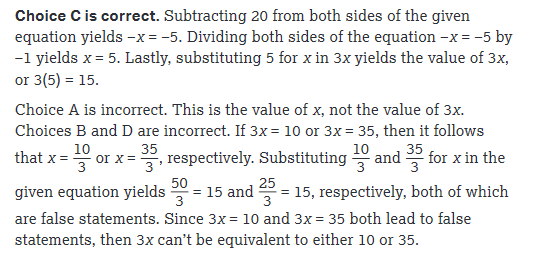 Choice C is correct. Subtracting 20 from both sides of the given
equation yields −x = −5. Dividing both sides of the equation −x = −5 by
−1 yields x = 5. Lastly, substituting 5 for x in 3x yields the value of 3x,
or 3(5) = 15.
Choice A is incorrect. This is the value of x, not the value of 3x.
Choices B and D are incorrect. If 3x = 10 or 3x = 35, then it follows
that x = 10/3 or x = 35/3, respectively. Substituting 10/3 and 35/3 for x in the
given equation yields 50/3 = 15 and 25/3 = 15, respectively, both of which
are false statements. Since 3x = 10 and 3x = 35 both lead to false
statements, then 3x can't be equivalent to either 10 or 35.